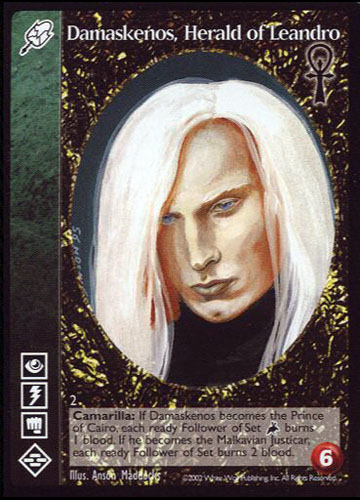 Damaskenos, Herald of Leandro
2.
Camarilla: If Damaskenos becomes the Prince
of Cairo, each ready Follower of Set burns
1 blood. If he becomes the Malkavian Justicar,
each ready Follower of Set burns 2 blood.
6
Illus. Anson Maddocks
©2002 White Wolf Publishing, Inc. All Rights Reserved.